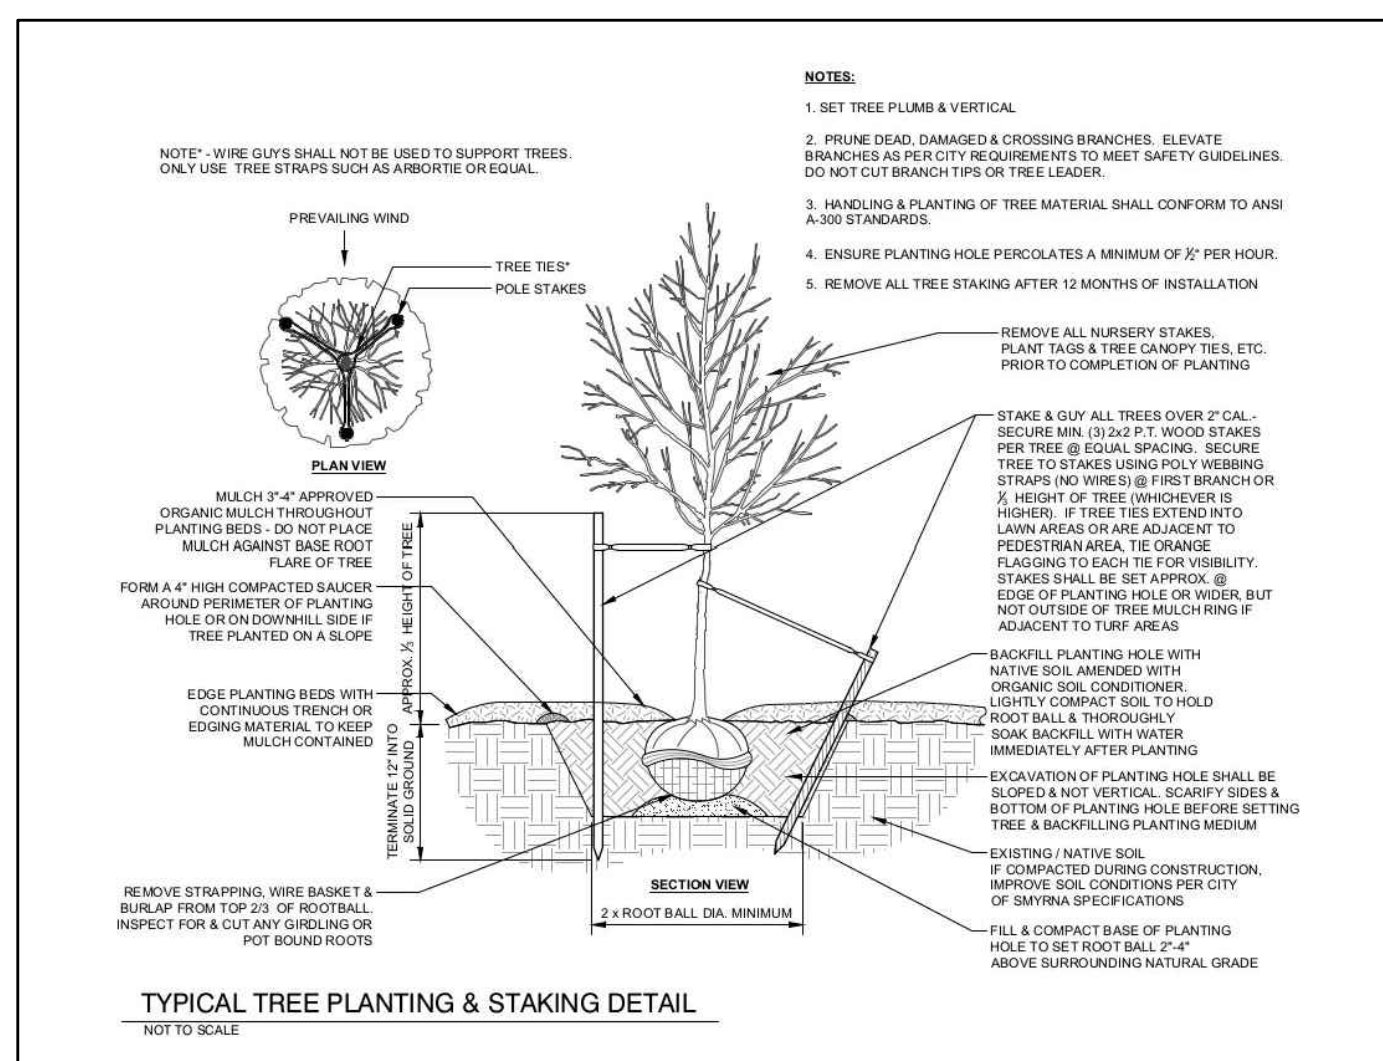 NOTES:
1. SET TREE PLUMB & VERTICAL
2. PRUNE DEAD, DAMAGED & CROSSING BRANCHES. ELEVATE
BRANCHES AS PER CITY REQUIREMENTS TO MEET SAFETY GUIDELINES.
DO NOT CUT BRANCH TIPS OR TREE LEADER.
3. HANDLING & PLANTING OF TREE MATERIAL SHALL CONFORM TO ANSI
A-300 STANDARDS.
4. ENSURE PLANTING HOLE PERCOLATES A MINIMUM OF ½" PER HOUR.
5. REMOVE ALL TREE STAKING AFTER 12 MONTHS OF INSTALLATION
NOTE* - WIRE GUYS SHALL NOT BE USED TO SUPPORT TREES.
ONLY USE TREE STRAPS SUCH AS ARBORTIE OR EQUAL.
PREVAILING WIND
TREE TIES*
POLE STAKES
PLAN VIEW
MULCH 3"-4" APPROVED
ORGANIC MULCH THROUGHOUT
PLANTING BEDS - DO NOT PLACE
MULCH AGAINST BASE ROOT
FLARE OF TREE
FORM A 4" HIGH COMPACTED SAUCER
AROUND PERIMETER OF PLANTING
HOLE OR ON DOWNHILL SIDE IF
TREE PLANTED ON A SLOPE
EDGE PLANTING BEDS WITH
CONTINUOUS TRENCH OR
EDGING MATERIAL TO KEEP
MULCH CONTAINED
APPROX. ⅓ HEIGHT OF TREE
TERMINATE 12" INTO
SOLID GROUND
REMOVE STRAPPING, WIRE BASKET &
BURLAP FROM TOP 2/3 OF ROOTBALL.
INSPECT FOR & CUT ANY GIRDLING OR
POT BOUND ROOTS
SECTION VIEW
2 x ROOT BALL DIA. MINIMUM
REMOVE ALL NURSERY STAKES,
PLANT TAGS & TREE CANOPY TIES, ETC.
PRIOR TO COMPLETION OF PLANTING
STAKE & GUY ALL TREES OVER 2" CAL.-
SECURE MIN. (3) 2x2 P.T. WOOD STAKES
PER TREE @ EQUAL SPACING. SECURE
TREE TO STAKES USING POLY WEBBING
STRAPS (NO WIRES) @ FIRST BRANCH OR
⅓ HEIGHT OF TREE (WHICHEVER IS
HIGHER). IF TREE TIES EXTEND INTO
LAWN AREAS OR ARE ADJACENT TO
PEDESTRIAN AREA, TIE ORANGE
FLAGGING TO EACH TIE FOR VISIBILITY.
STAKES SHALL BE SET APPROX. @
EDGE OF PLANTING HOLE OR WIDER, BUT
NOT OUTSIDE OF TREE MULCH RING IF
ADJACENT TO TURF AREAS
BACKFILL PLANTING HOLE WITH
NATIVE SOIL AMENDED WITH
ORGANIC SOIL CONDITIONER.
LIGHTLY COMPACT SOIL TO HOLD
ROOT BALL & THOROUGHLY
SOAK BACKFILL WITH WATER
IMMEDIATELY AFTER PLANTING
EXCAVATION OF PLANTING HOLE SHALL BE
SLOPED & NOT VERTICAL. SCARIFY SIDES &
BOTTOM OF PLANTING HOLE BEFORE SETTING
TREE & BACKFILLING PLANTING MEDIUM
EXISTING / NATIVE SOIL
IF COMPACTED DURING CONSTRUCTION,
IMPROVE SOIL CONDITIONS PER CITY
OF SMYRNA SPECIFICATIONS
FILL & COMPACT BASE OF PLANTING
HOLE TO SET ROOT BALL 2"-4"
ABOVE SURROUNDING NATURAL GRADE
TYPICAL TREE PLANTING & STAKING DETAIL
NOT TO SCALE